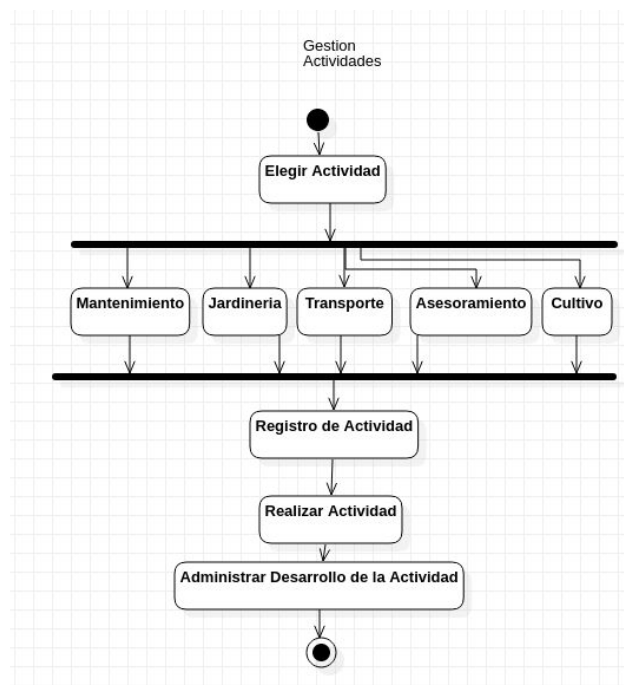 Gestion
Actividades
Elegir Actividad
Mantenimiento
Jardineria
Transporte
Asesoramiento
Cultivo
Registro de Actividad
Realizar Actividad
Administrar Desarrollo de la Actividad